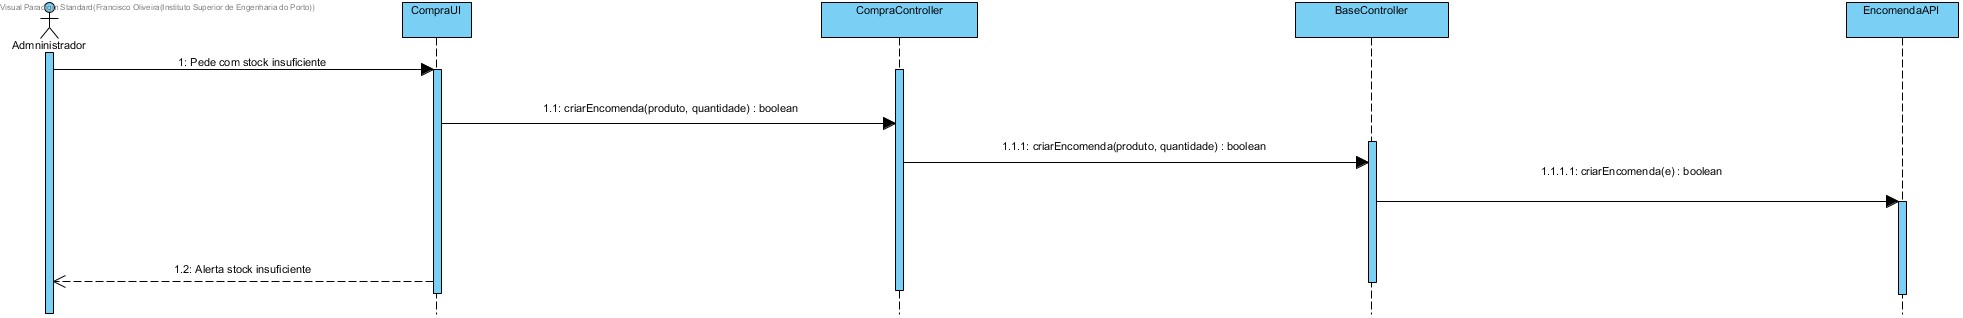 Visual Paradigm Standard(Francisco Oliveira(Instituto Superior de Engenharia do Porto))
Admninistrador
CompraUI
CompraController
BaseController
EncomendaAPI
1: Pede com stock insuficiente
1.1: criarEncomenda(produto, quantidade) : boolean
1.1.1: criarEncomenda(produto, quantidade) : boolean
1.1.1.1: criarEncomenda(e) : boolean
1.2: Alerta stock insuficiente